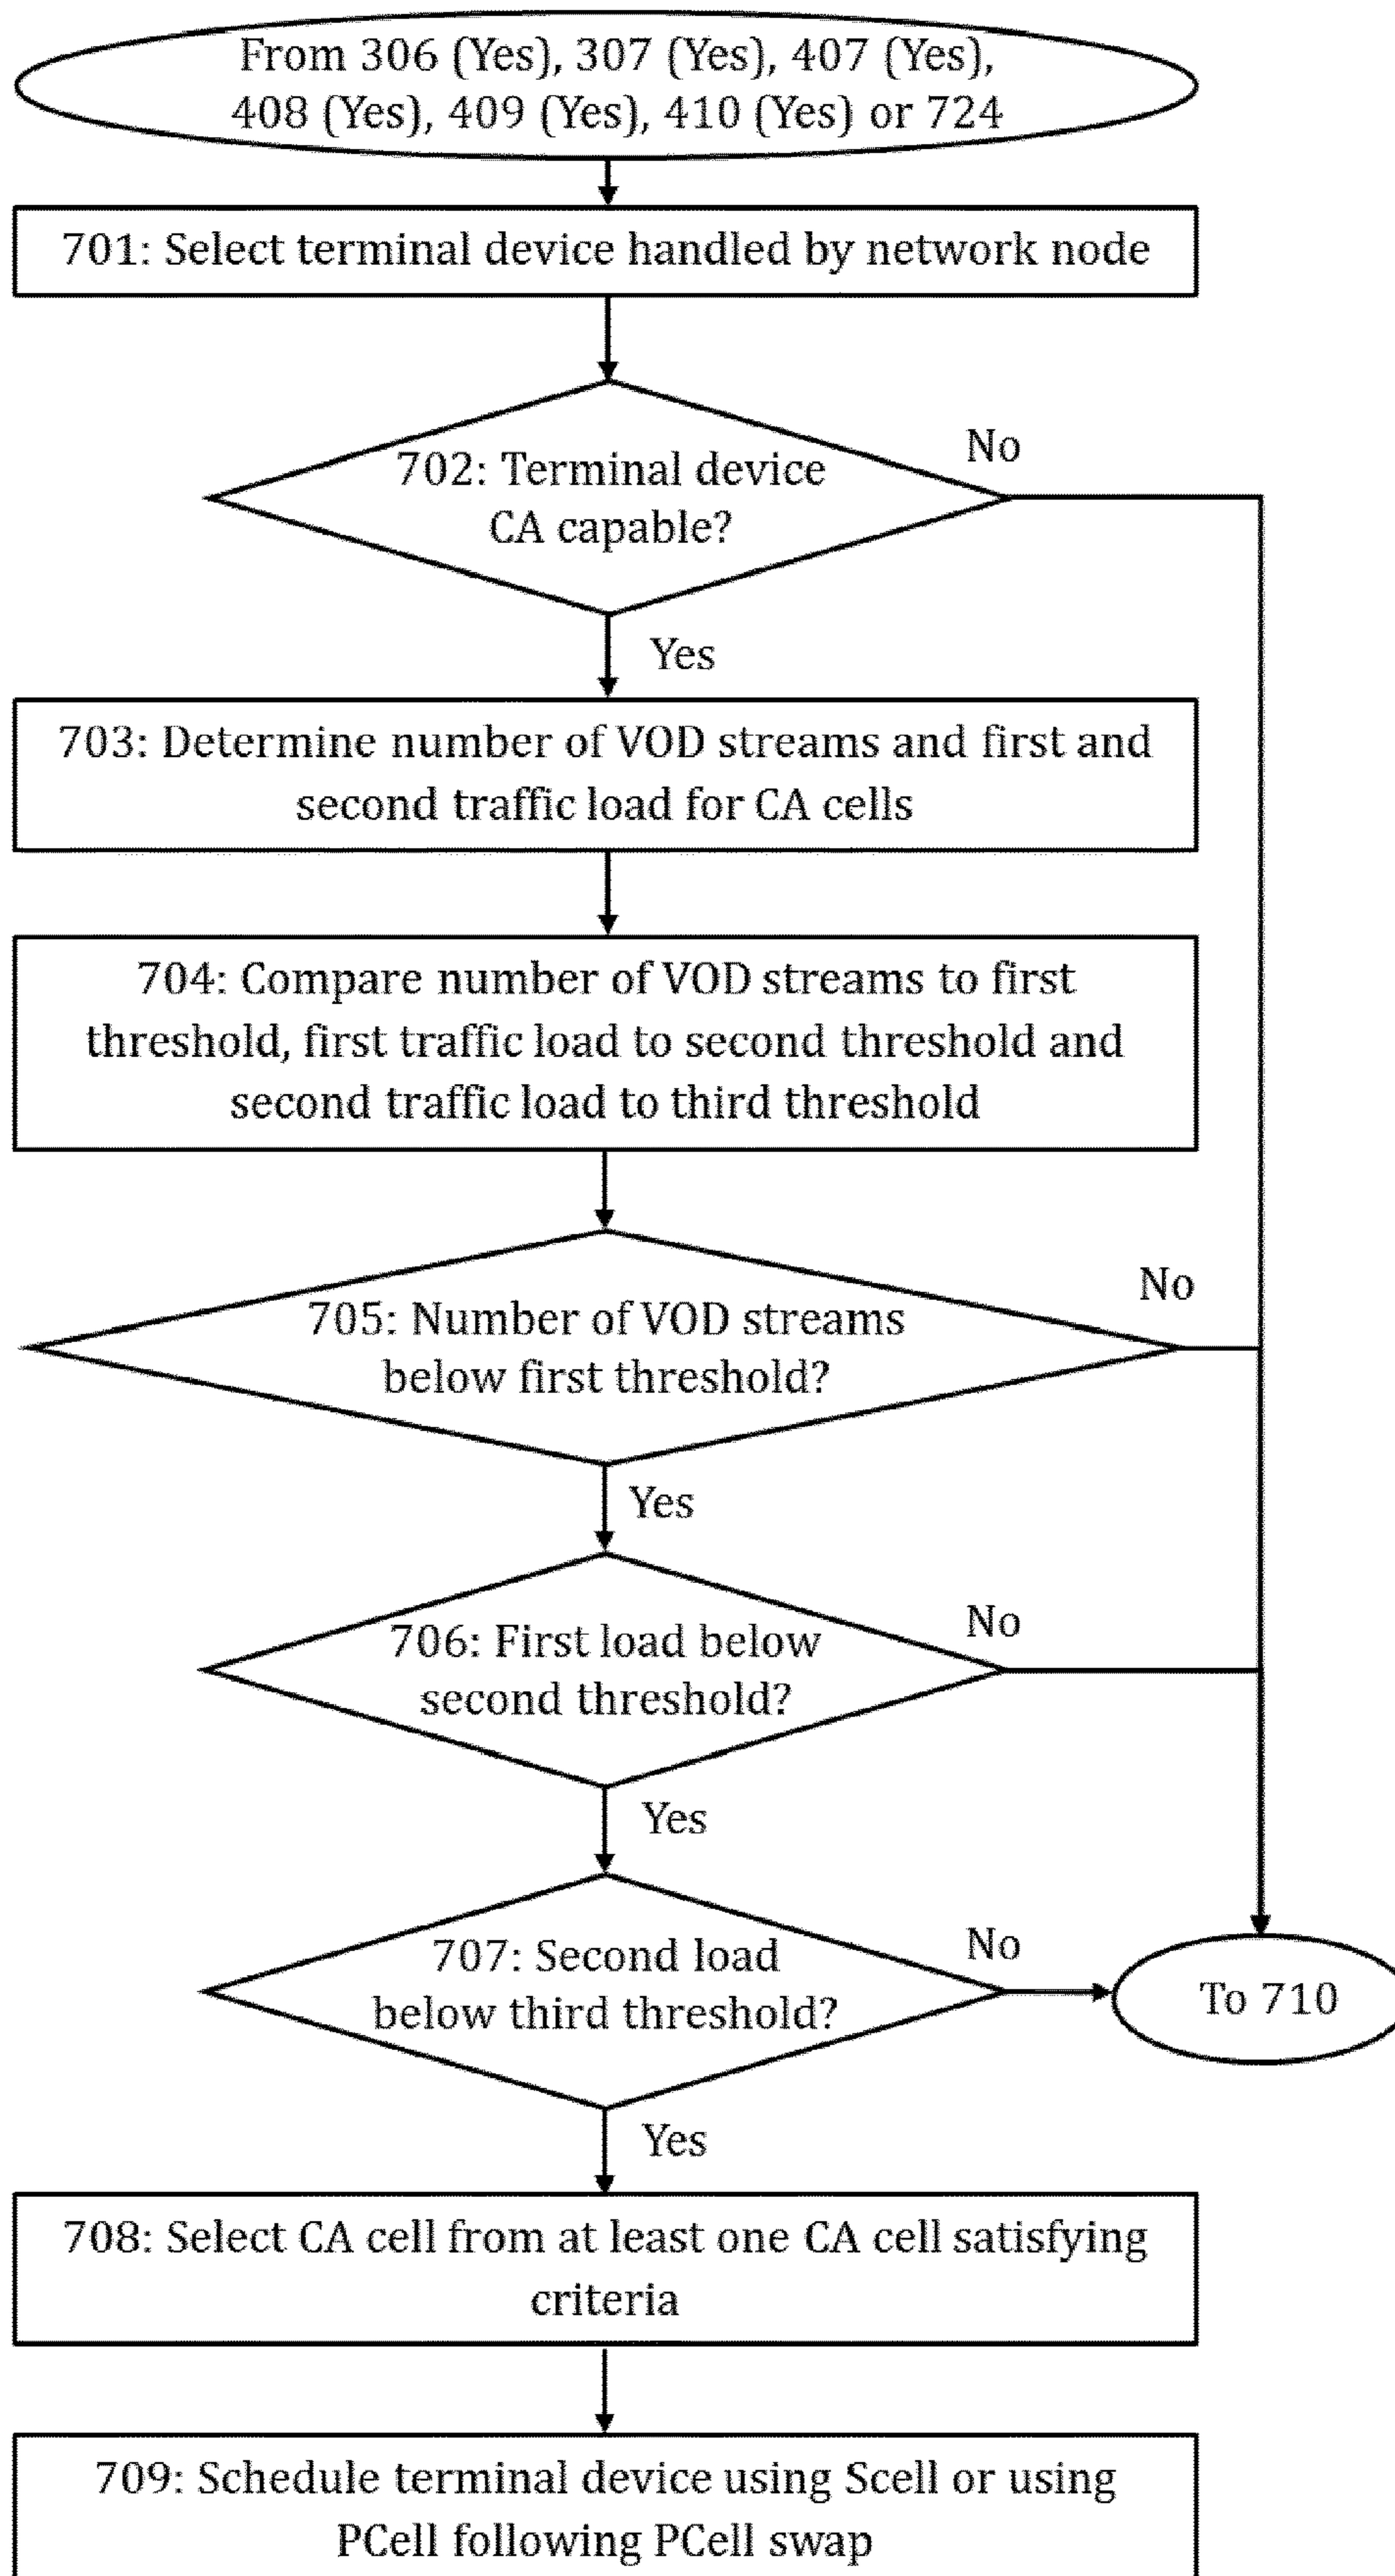 From 306 (Yes), 307 (Yes), 407 (Yes),
408 (Yes), 409 (Yes), 410 (Yes) or 724
701: Select terminal device handled by network node
702: Terminal device
CA capable?
No
Yes
703: Determine number of VOD streams and first and
second traffic load for CA cells
704: Compare number of VOD streams to first
threshold, first traffic load to second threshold and
second traffic load to third threshold
705: Number of VOD streams
below first threshold?
No
Yes
706: First load below
second threshold?
No
Yes
707: Second load
below third threshold?
No
To 710
Yes
708: Select CA cell from at least one CA cell satisfying
criteria
709: Schedule terminal device using Scell or using
PCell following PCell swap